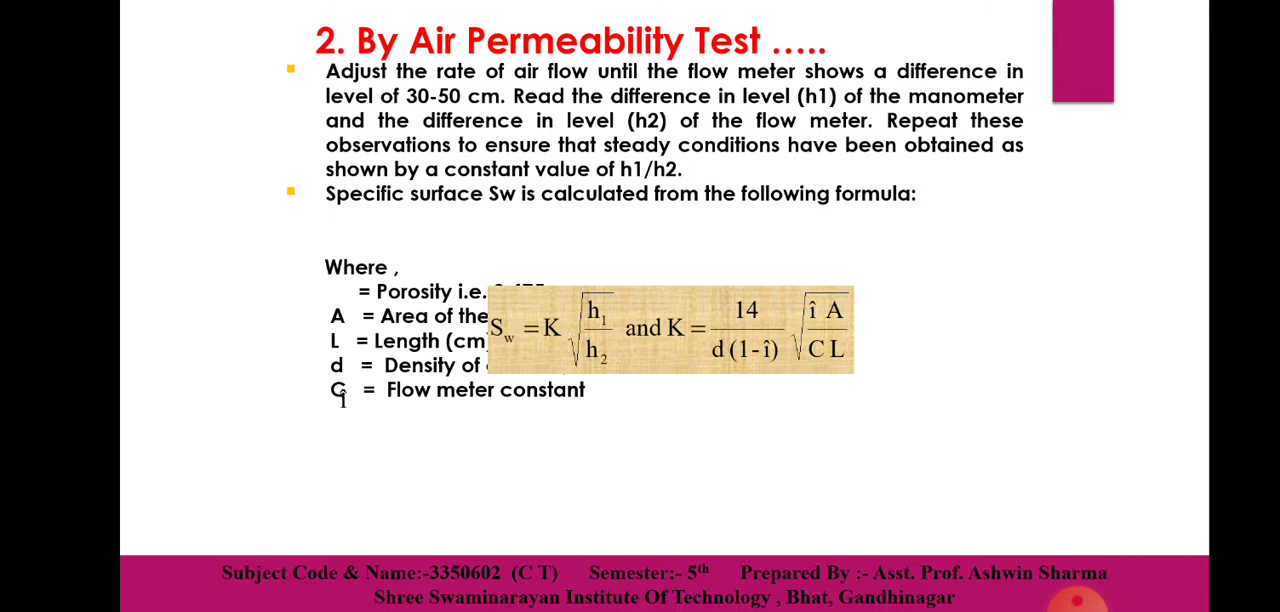 2. By Air Permeability Test …..
Adjust the rate of air flow until the flow meter shows a difference in
level of 30-50 cm. Read the difference in level (h1) of the manometer
and the difference in level (h2) of the flow meter. Repeat these
observations to ensure that steady conditions have been obtained as
shown by a constant value of h1/h2.
Specific surface Sw is calculated from the following formula:
Where ,
= Porosity i.e.
A = Area of the
L = Length (cm)
d = Density of
C = Flow meter constant
î
S_w = K √(h_1 / h_2) and K = 14 / (d (1-î)) √(î A / C L)
Subject Code & Name:-3350602 (C T) Semester:- 5th Prepared By :- Asst. Prof. Ashwin Sharma
Shree Swaminarayan Institute Of Technology , Bhat, Gandhinagar